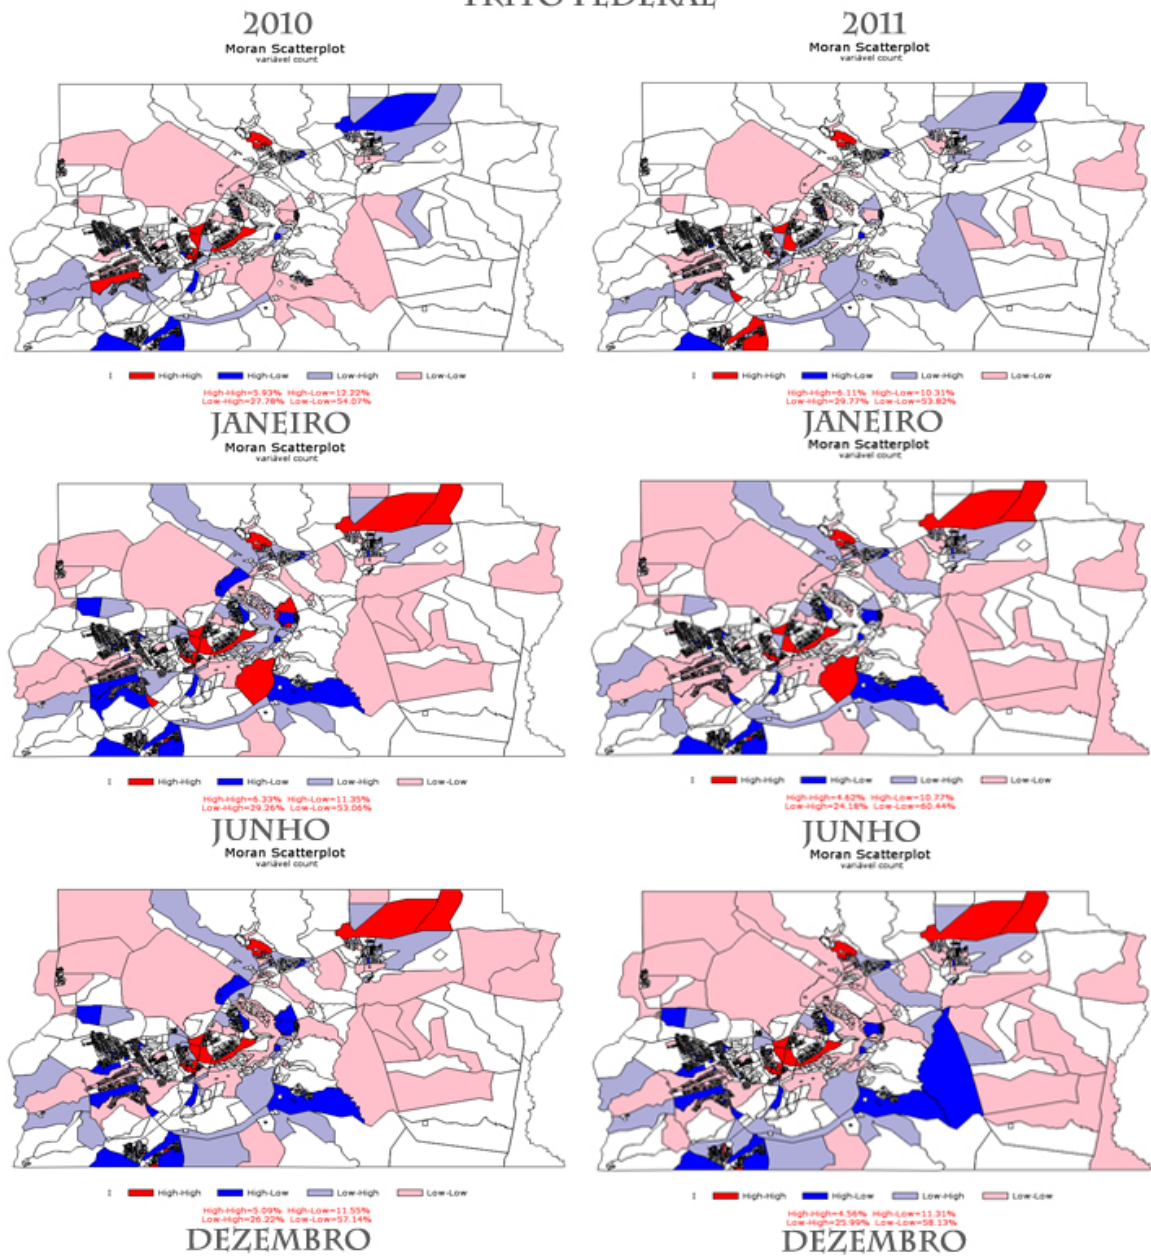 TRITO FEDERAL
2010
Moran Scatterplot
variável count
I High-High High-Low Low-High Low-Low
High-High=5.93% High-Low=12.22%
Low-High=27.78% Low-Low=54.07%
JANEIRO
Moran Scatterplot
variável count
I High-High High-Low Low-High Low-Low
High-High=6.33% High-Low=11.35%
Low-High=29.26% Low-Low=53.06%
JUNHO
Moran Scatterplot
variável count
I High-High High-Low Low-High Low-Low
High-High=5.09% High-Low=11.55%
Low-High=26.22% Low-Low=57.14%
DEZEMBRO
2011
Moran Scatterplot
variável count
I High-High High-Low Low-High Low-Low
High-High=6.11% High-Low=10.31%
Low-High=29.77% Low-Low=53.82%
JANEIRO
Moran Scatterplot
variável count
I High-High High-Low Low-High Low-Low
High-High=4.62% High-Low=10.77%
Low-High=24.18% Low-Low=60.44%
JUNHO
Moran Scatterplot
variável count
I High-High High-Low Low-High Low-Low
High-High=4.56% High-Low=11.31%
Low-High=25.99% Low-Low=58.13%
DEZEMBRO